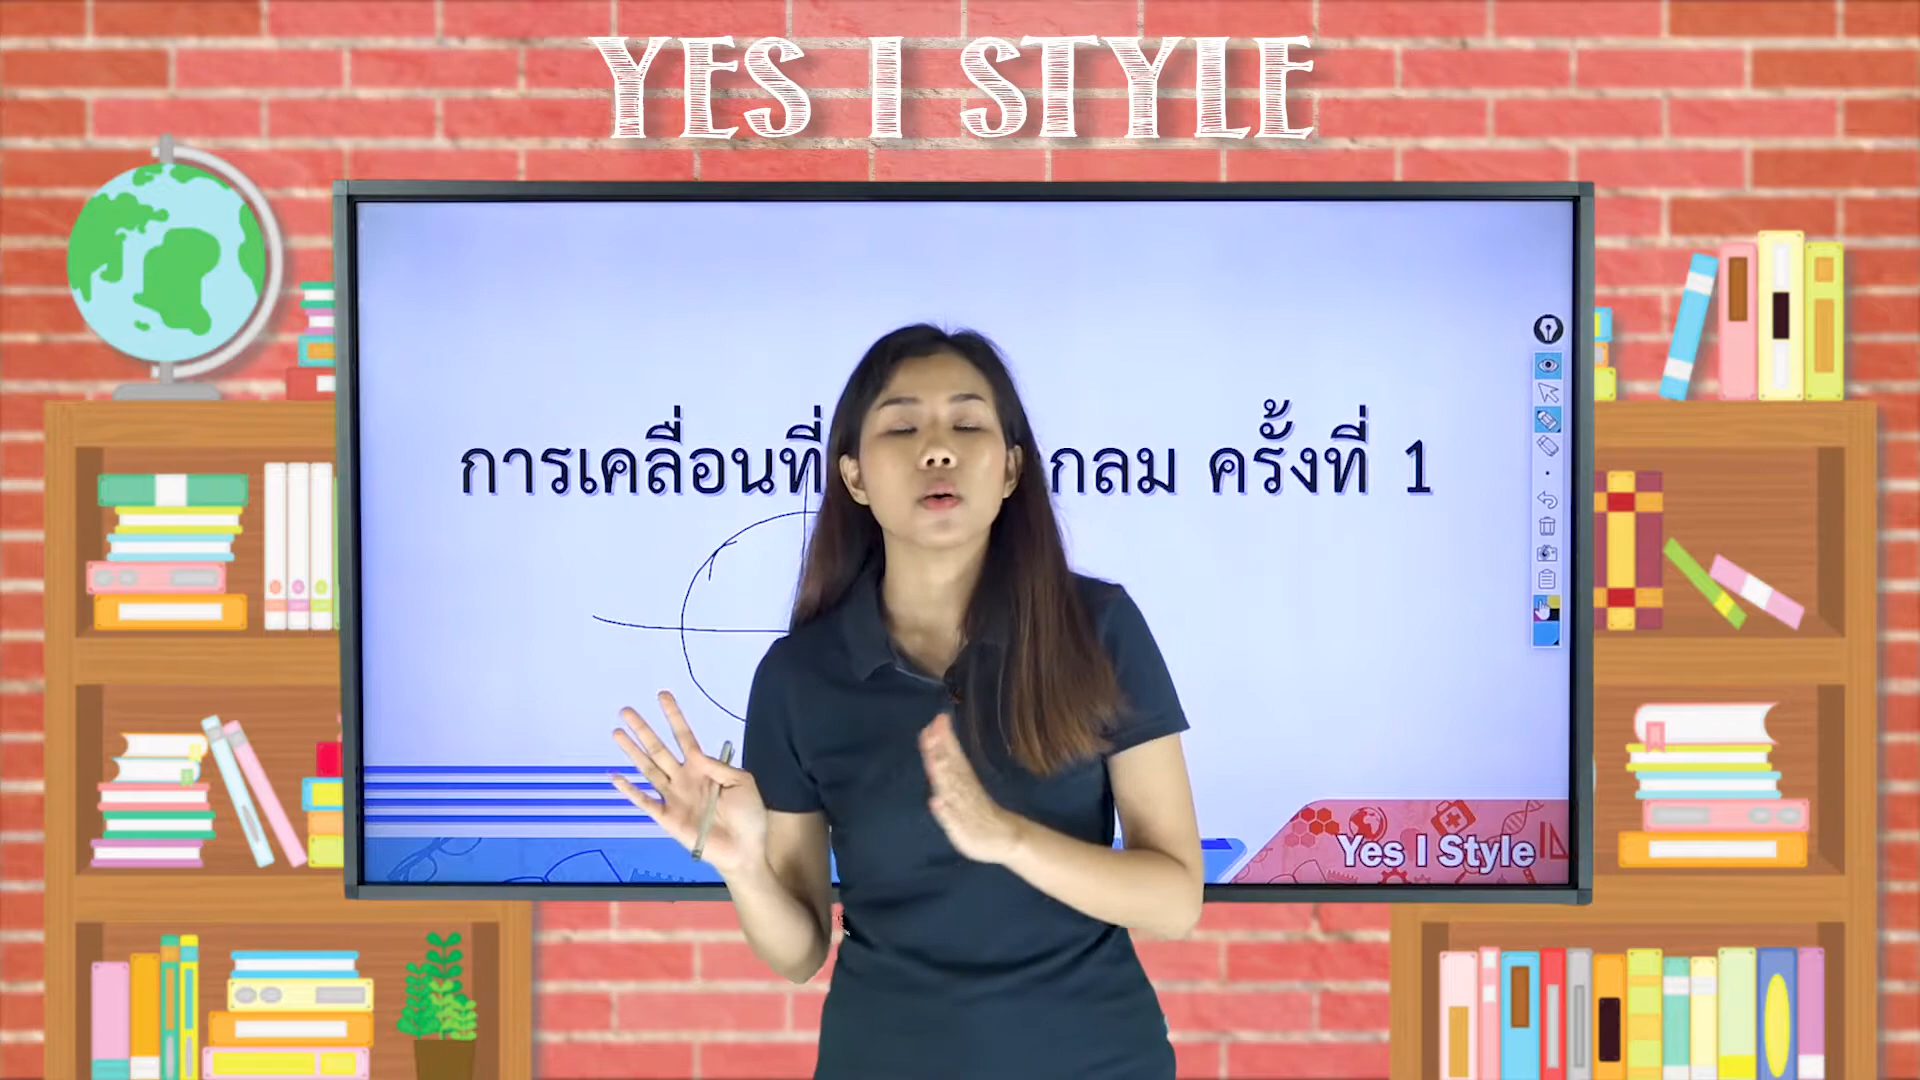 YES I STYLE
การเคลื่อนที่ กลม ครั้งที่ 1
Yes I Style